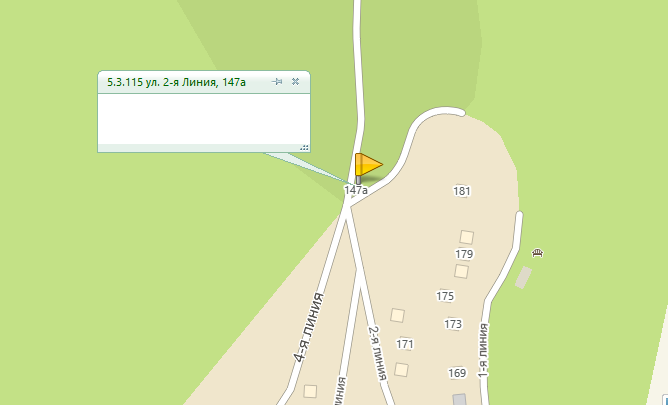 5.3.115 ул. 2-я Линия, 147а
147а
181
179
175
173
171
169
4-я линия
2-я линия
1-я линия
линия